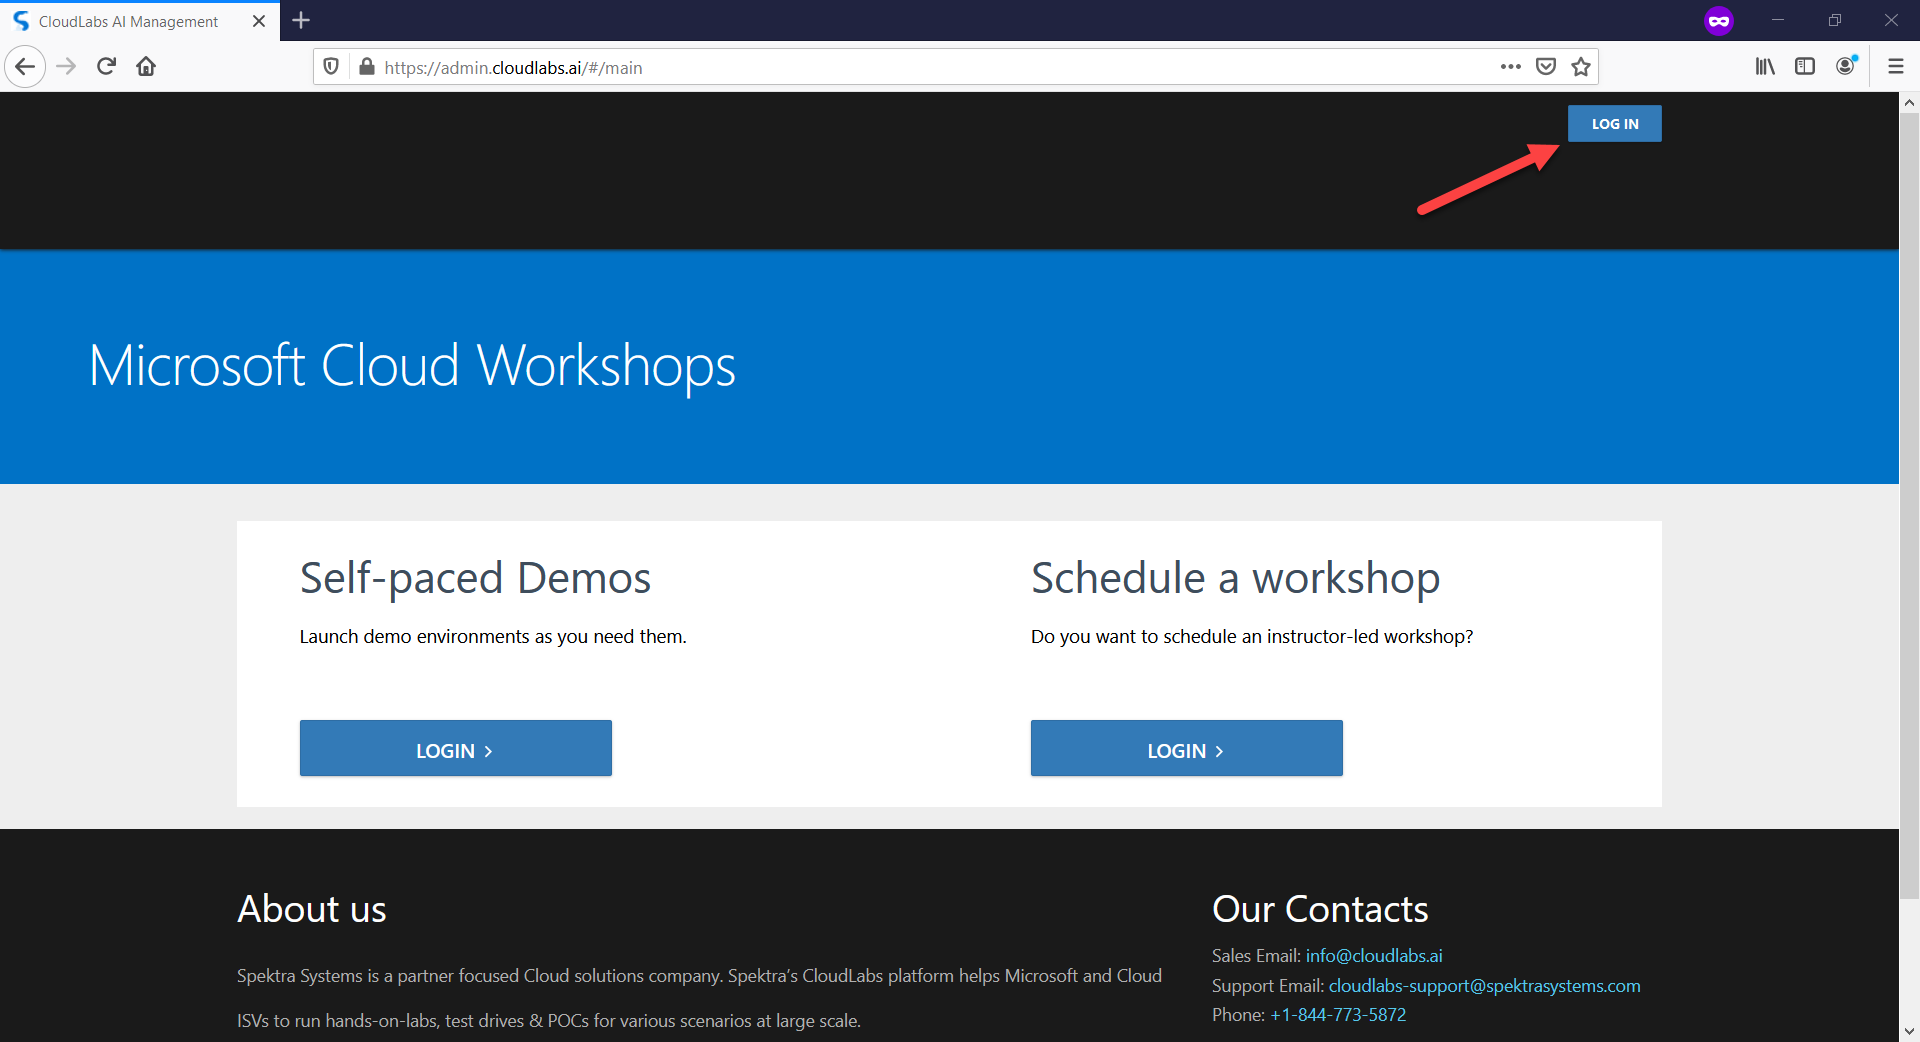 CloudLabs AI Management
https://admin.cloudlabs.ai/#/main
LOG IN
Microsoft Cloud Workshops
Self-paced Demos
Launch demo environments as you need them.
LOGIN
Schedule a workshop
Do you want to schedule an instructor-led workshop?
LOGIN
About us
Spektra Systems is a partner focused Cloud solutions company. Spektra's CloudLabs platform helps Microsoft and Cloud
ISVs to run hands-on-labs, test drives & POCs for various scenarios at large scale.
Our Contacts
Sales Email: info@cloudlabs.ai
Support Email: cloudlabs-support@spektrasystems.com
Phone: +1-844-773-5872